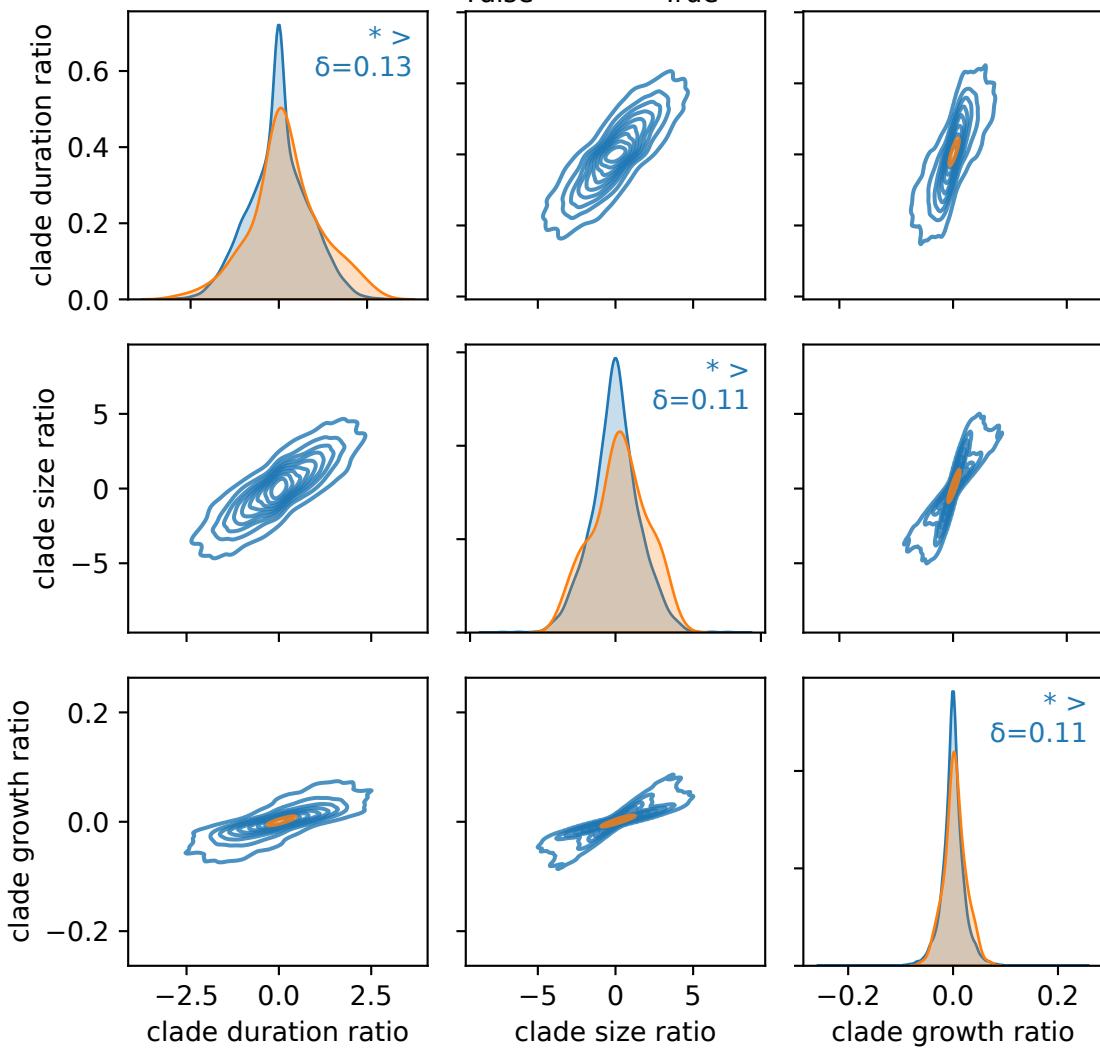 clade duration ratio
0.6
0.4
0.2
0.0
* >
δ=0.13
clade size ratio
5
0
−5
* >
δ=0.11
clade growth ratio
0.2
0.0
−0.2
* >
δ=0.11
−2.5 0.0 2.5
−5 0 5
−0.2 0.0 0.2
clade duration ratio
clade size ratio
clade growth ratio